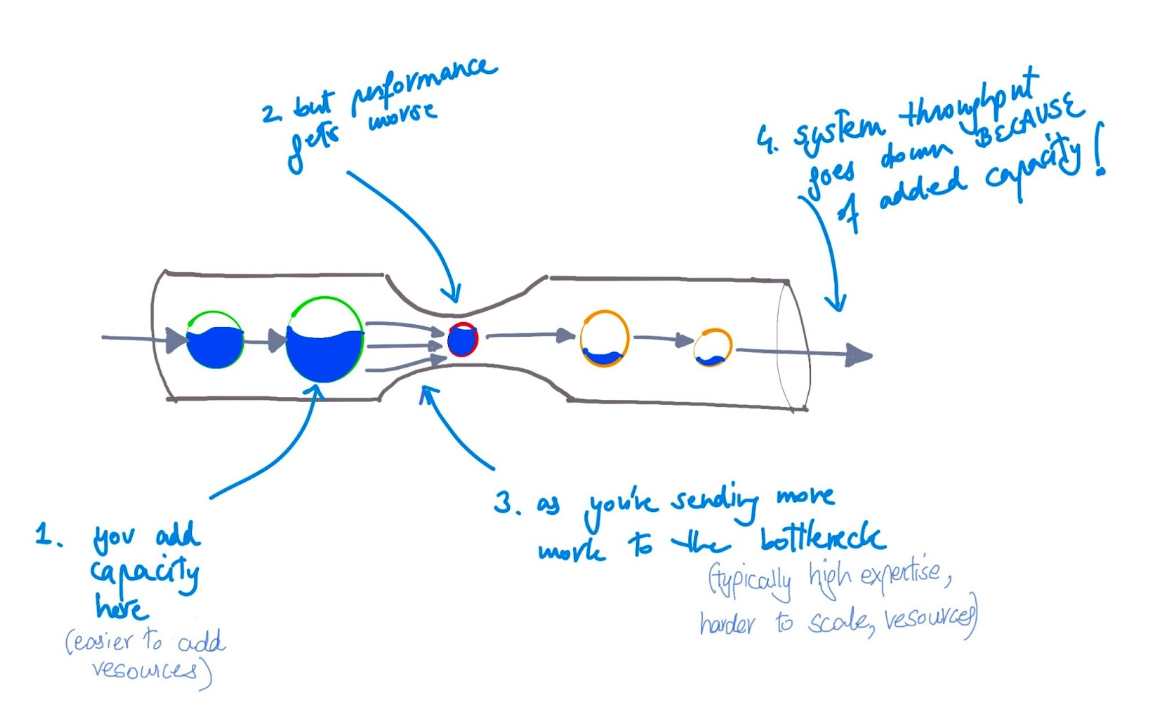 2. but performance
gets worse
4. system throughput
goes down BECAUSE
of added capacity!
1. you add
capacity
here
(easier to add
resources)
3. as you're sending more
work to the bottleneck
(typically high expertise,
harder to scale, resources)